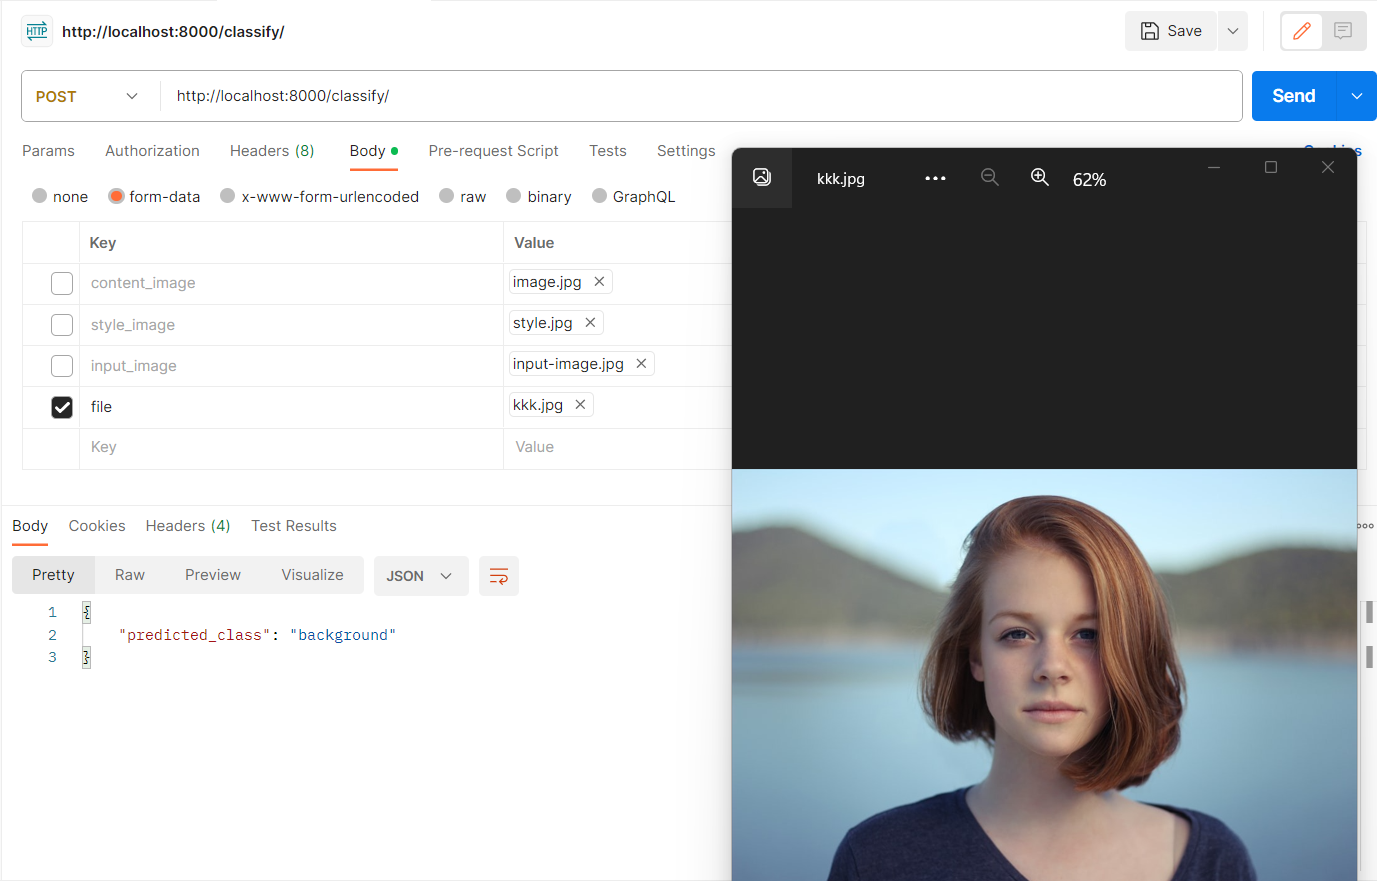 HTTP http://localhost:8000/classify/
Save
POST http://localhost:8000/classify/
Send
Params Authorization Headers (8) Body Pre-request Script Tests Settings
none form-data x-www-form-urlencoded raw binary GraphQL
Key Value
content_image image.jpg
style_image style.jpg
input_image input-image.jpg
file kkk.jpg
Key Value
kkk.jpg ••• 62%
Body Cookies Headers (4) Test Results
Pretty Raw Preview Visualize JSON
1 {
2 "predicted_class": "background"
3 }